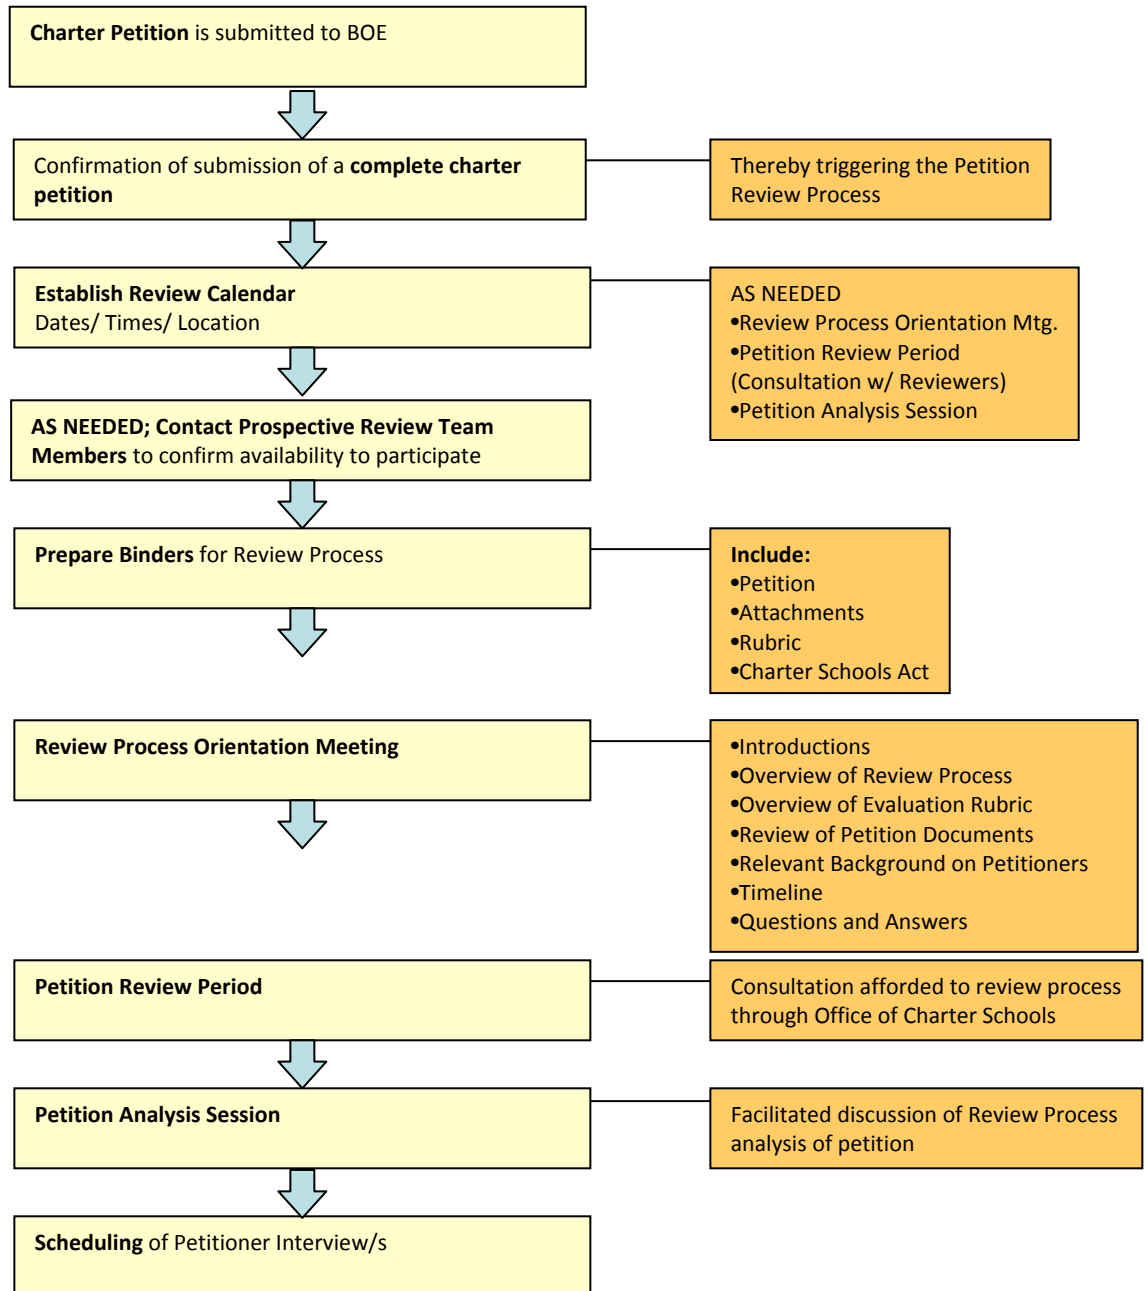 Charter Petition is submitted to BOE
Confirmation of submission of a complete charter
petition
Thereby triggering the Petition
Review Process
Establish Review Calendar
Dates/ Times/ Location
AS NEEDED
•Review Process Orientation Mtg.
•Petition Review Period
(Consultation w/ Reviewers)
•Petition Analysis Session
AS NEEDED; Contact Prospective Review Team
Members to confirm availability to participate
Prepare Binders for Review Process
Include:
•Petition
•Attachments
•Rubric
•Charter Schools Act
Review Process Orientation Meeting
•Introductions
•Overview of Review Process
•Overview of Evaluation Rubric
•Review of Petition Documents
•Relevant Background on Petitioners
•Timeline
•Questions and Answers
Petition Review Period
Consultation afforded to review process
through Office of Charter Schools
Petition Analysis Session
Facilitated discussion of Review Process
analysis of petition
Scheduling of Petitioner Interview/s